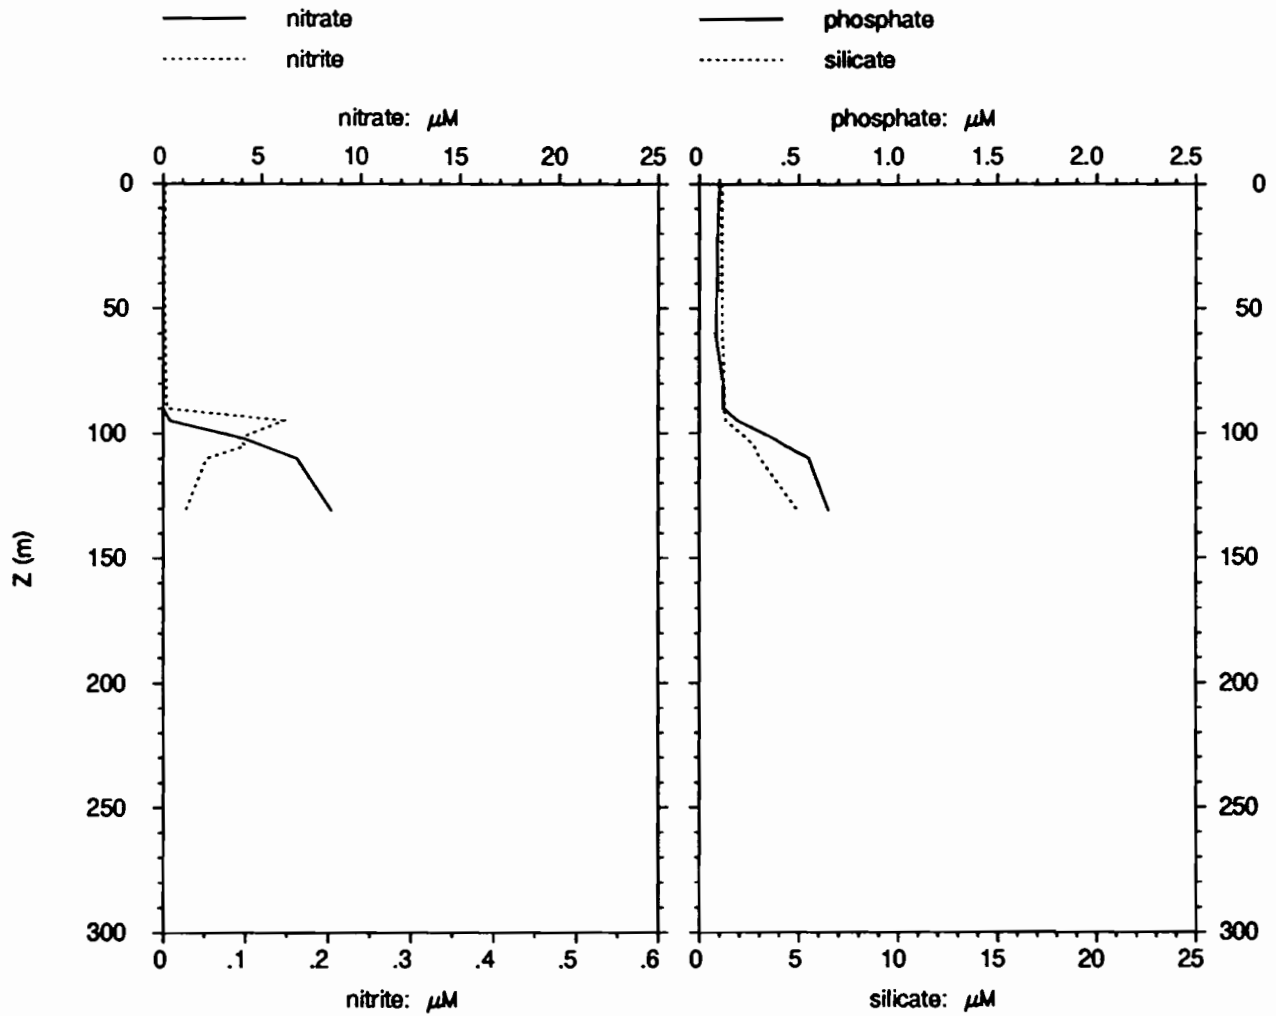 nitrate phosphate
nitrite silicate
nitrate: μM phosphate: μM
0 5 10 15 20 25 0 .5 1.0 1.5 2.0 2.5
0 0
50 50
100 100
150 150
Z (m)
200 200
250 250
300 300
0 .1 .2 .3 .4 .5 .6 0 5 10 15 20 25
nitrite: μM silicate: μM